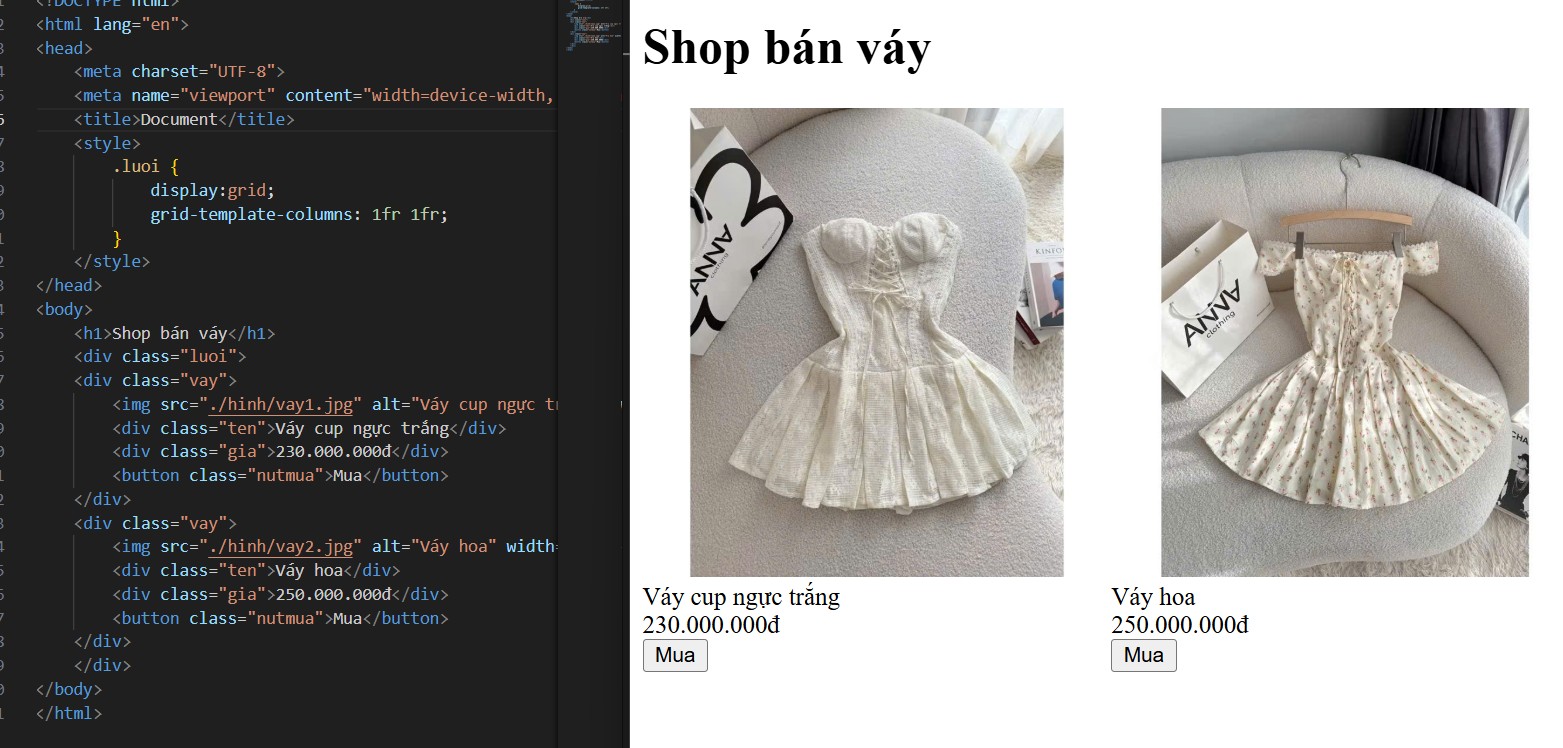 <!DOCTYPE html>
<html lang="en">
<head>
<meta charset="UTF-8">
<meta name="viewport" content="width=device-width,
<title>Document</title>
<style>
.luoi {
display:grid;
grid-template-columns: 1fr 1fr;
}
</style>
</head>
<body>
<h1>Shop bán váy</h1>
<div class="luoi">
<div class="vay">
<img src="./hinh/vay1.jpg" alt="Váy cup ngực
<div class="ten">Váy cup ngực trắng</div>
<div class="gia">230.000.000đ</div>
<button class="nutmua">Mua</button>
</div>
<div class="vay">
<img src="./hinh/vay2.jpg" alt="Váy hoa" width=
<div class="ten">Váy hoa</div>
<div class="gia">250.000.000đ</div>
<button class="nutmua">Mua</button>
</div>
</div>
</body>
</html>
Shop bán váy
ANNA
clothing
KINFO
ANNA
clothing
CHA
Váy cup ngực trắng
230.000.000đ
Mua
Váy hoa
250.000.000đ
Mua